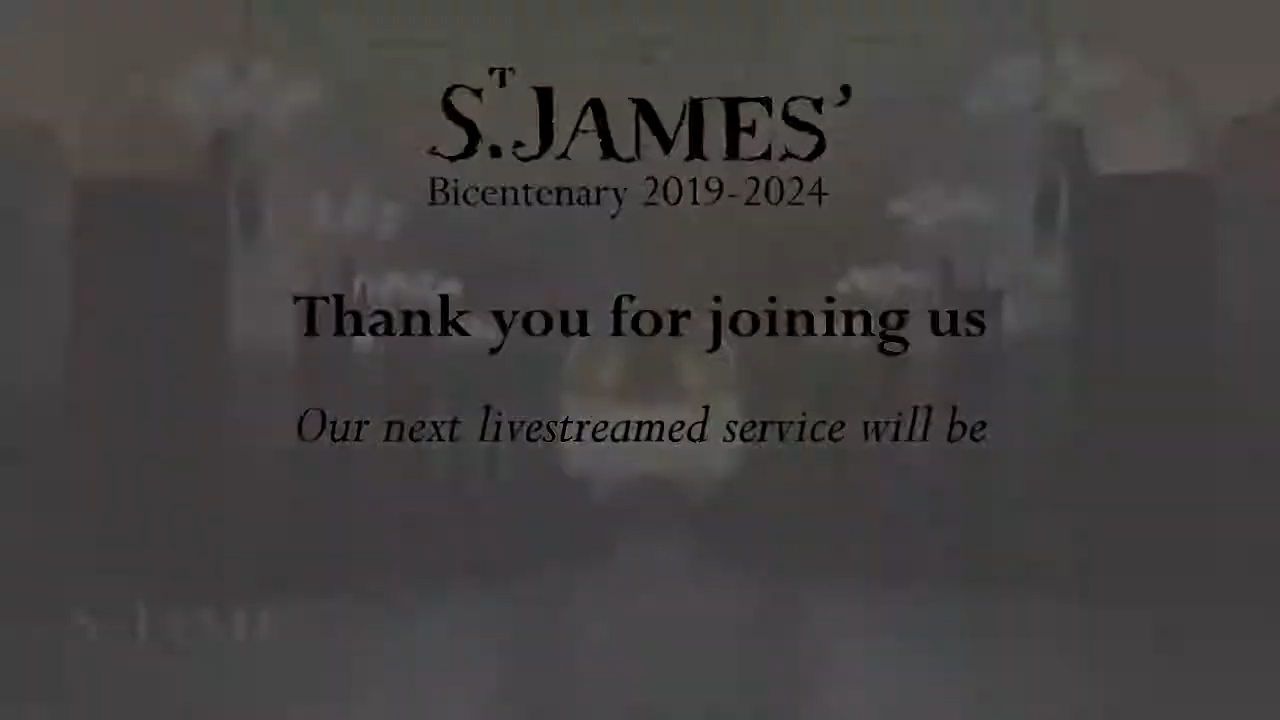 ST. JAMES’
Bicentenary 2019-2024
Thank you for joining us
Our next livestreamed service will be